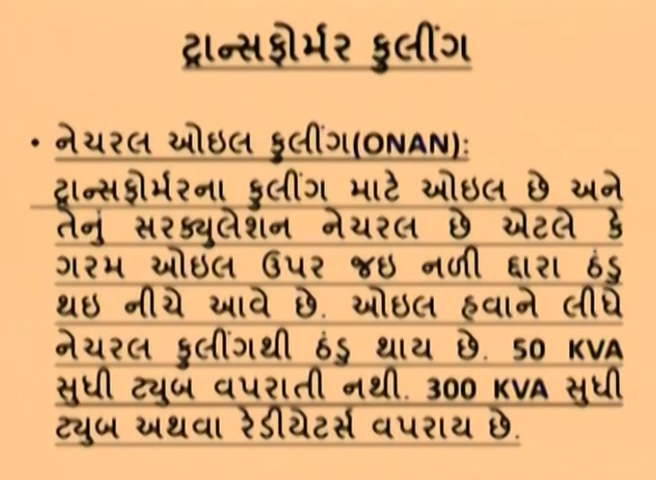 ટ્રાન્સફોર્મર કુલીંગ
• નેચરલ ઓઇલ કુલીંગ(ONAN):
ટ્રાન્સફોર્મરના કુલીંગ માટે ઓઇલ છે અને
તેનું સરક્યુલેશન નેચરલ છે એટલે કે
ગરમ ઓઇલ ઉપર જઇ નળી દ્વારા ઠંડુ
થઇ નીચે આવે છે. ઓઇલ હવાને લીધે
નેચરલ કુલીંગથી ઠંડુ થાય છે. 50 KVA
સુધી ટ્યુબ વપરાતી નથી. 300 KVA સુધી
ટ્યુબ અથવા રેડીયેટર્સ વપરાય છે.